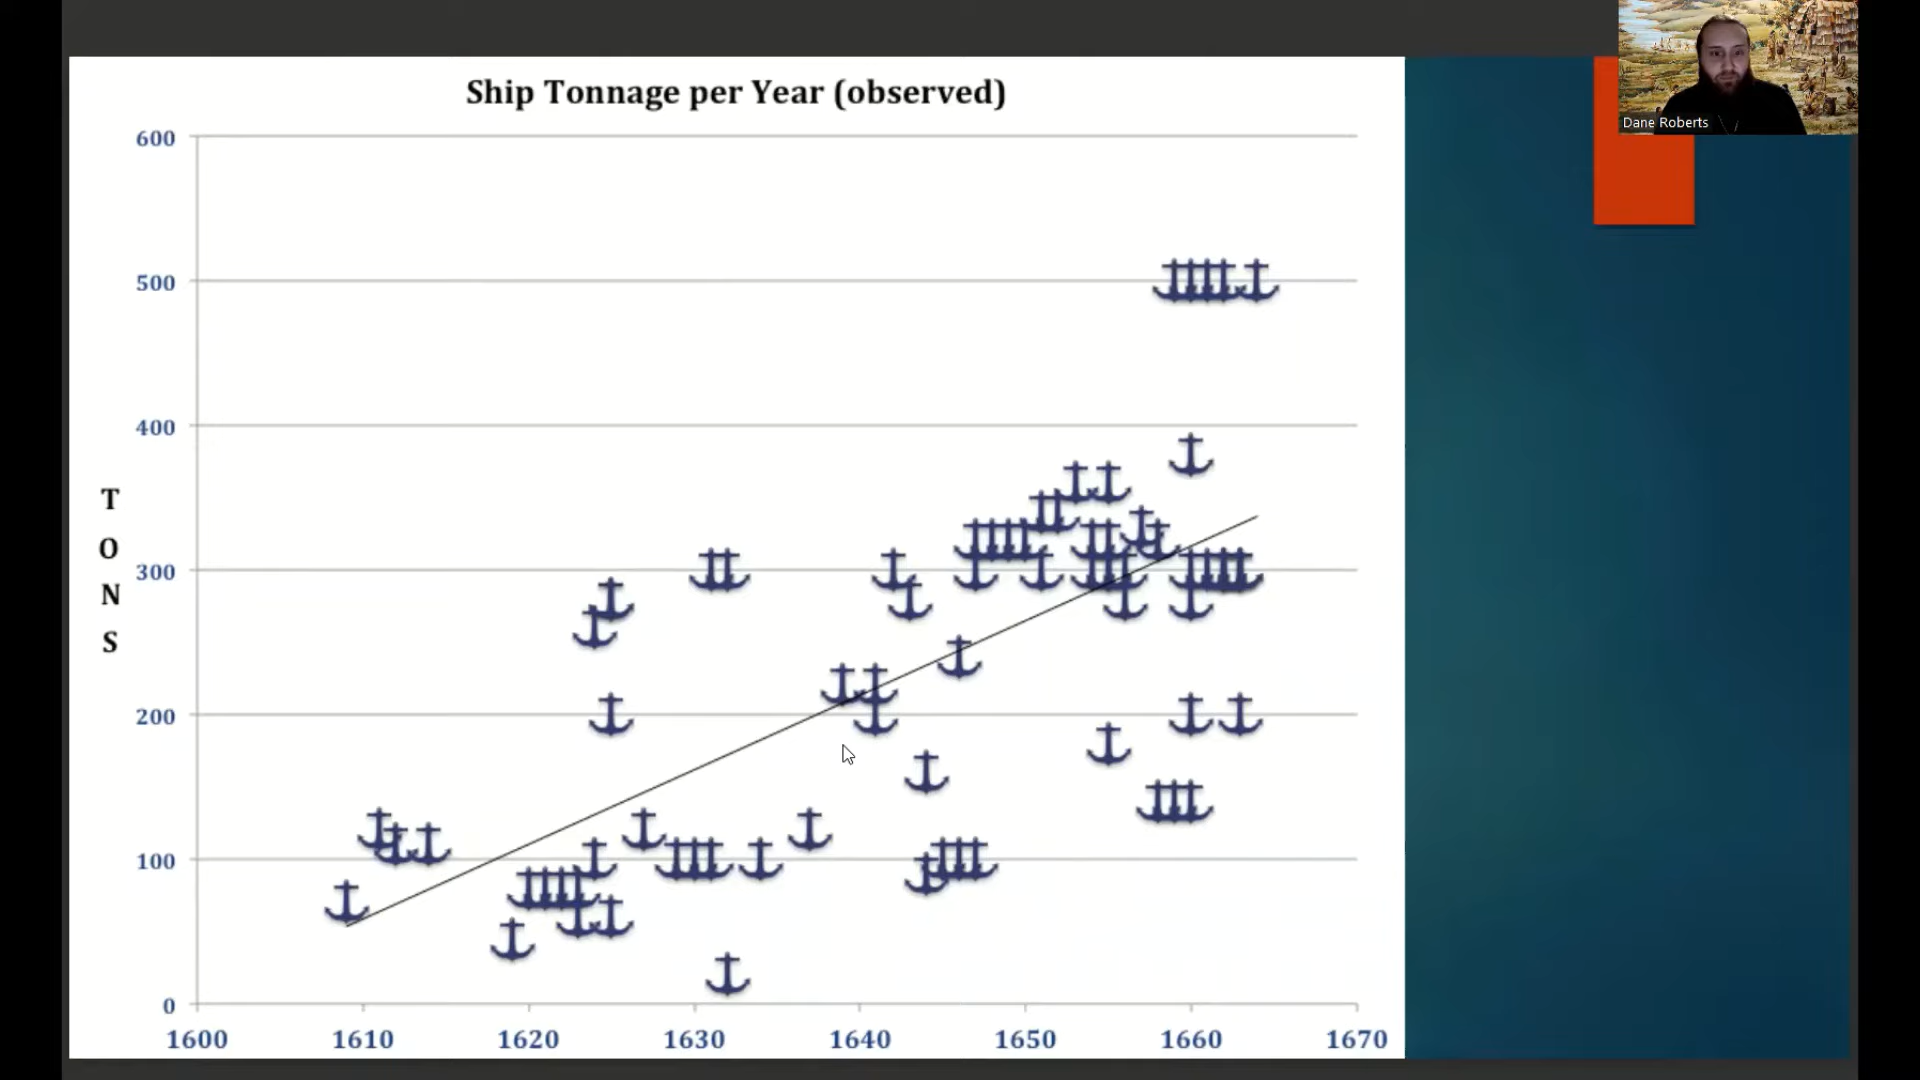 Ship Tonnage per Year (observed)
Dane Roberts
600
500
400
300
200
100
0
T
O
N
S
1600 1610 1620 1630 1640 1650 1660 1670